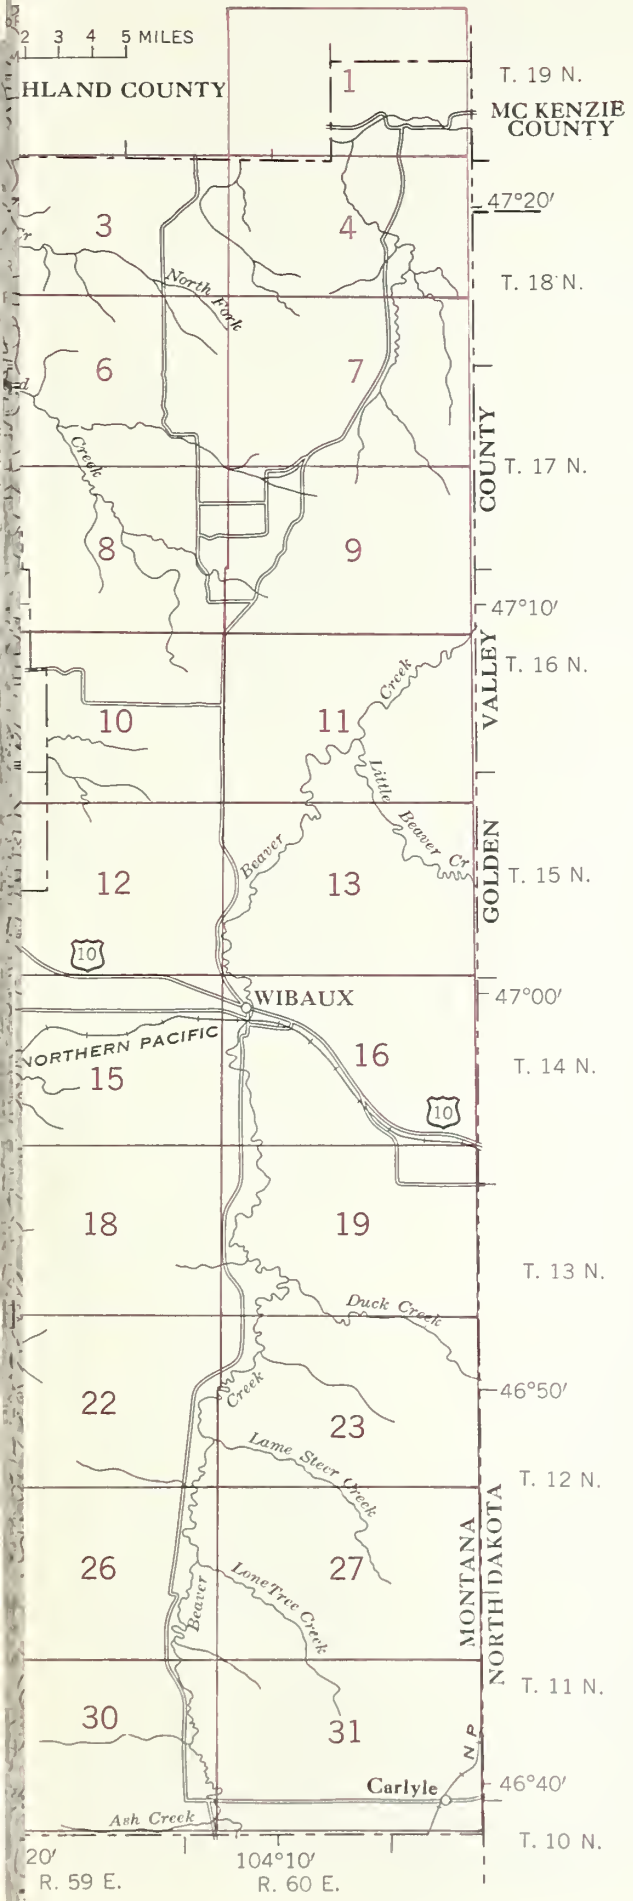 2 3 4 5 MILES
HLAND COUNTY
1
T. 19 N.
MC KENZIE
COUNTY
47°20'
3
4
T. 18 N.
North Fork
6
7
COUNTY
T. 17 N.
Creek
8
9
47°10'
VALLEY
T. 16 N.
Creek
10
11
Little Beaver Cr
Beaver
GOLDEN
12
13
T. 15 N.
10
47°00'
WIBAUX
NORTHERN PACIFIC
15
16
T. 14 N.
10
18
19
T. 13 N.
Duck Creek
46°50'
22
Creek
23
Lame Steer Creek
T. 12 N.
MONTANA
NORTH DAKOTA
26
27
Lone Tree Creek
Beaver
T. 11 N.
30
31
N P
Carlyle
46°40'
Ash Creek
T. 10 N.
20'
104°10'
R. 59 E.
R. 60 E.